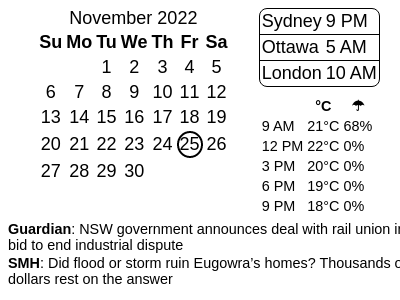 November 2022
Su Mo Tu We Th Fr Sa
1 2 3 4 5
6 7 8 9 10 11 12
13 14 15 16 17 18 19
20 21 22 23 24 25 26
27 28 29 30
Sydney 9 PM
Ottawa 5 AM
London 10 AM
°C ☂
9 AM 21°C 68%
12 PM 22°C 0%
3 PM 20°C 0%
6 PM 19°C 0%
9 PM 18°C 0%
Guardian: NSW government announces deal with rail union i
bid to end industrial dispute
SMH: Did flood or storm ruin Eugowra’s homes? Thousands o
dollars rest on the answer